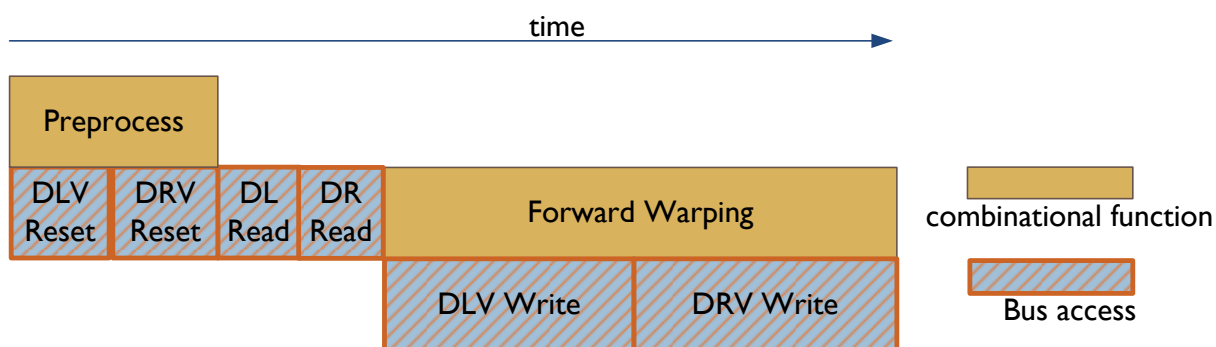 time
Preprocess
DLV
Reset
DRV
Reset
DL
Read
DR
Read
Forward Warping
combinational function
DLV Write
DRV Write
Bus access